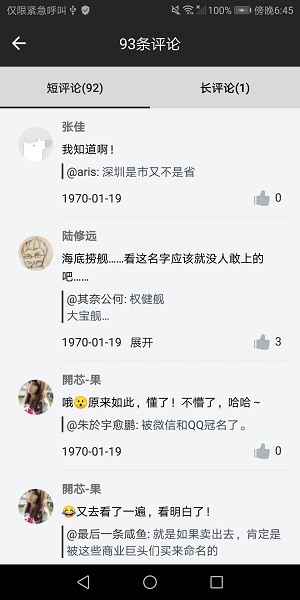 仅限紧急呼叫 100% 傍晚6:45
93条评论
短评论(92) 长评论(1)
张佳
我知道啊！
@aris: 深圳是市又不是省
1970-01-19 0
陆修远
海底捞舰……看这名字应该就没人敢上的
吧……
@其奈公何: 权健舰
大宝舰…
1970-01-19 展开 3
開芯-果
哦😮原来如此，懂了！不懵了，哈哈～
@朱於宇愈鹏: 被微信和QQ冠名了。
1970-01-19 0
開芯-果
😂又去看了一遍，看明白了！
@最后一条咸鱼: 就是如果卖出去，肯定是
被这些商业巨头们买来命名的